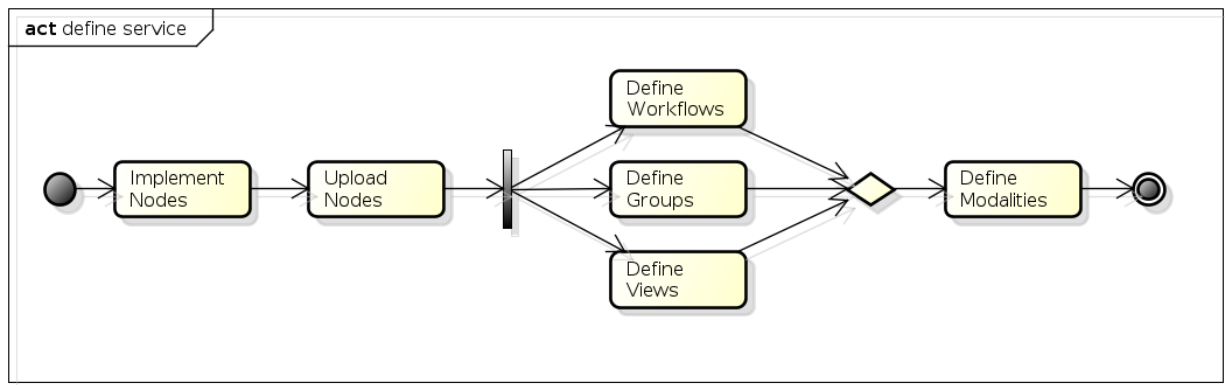 act define service
Implement
Nodes
Upload
Nodes
Define
Workflows
Define
Groups
Define
Views
Define
Modalities